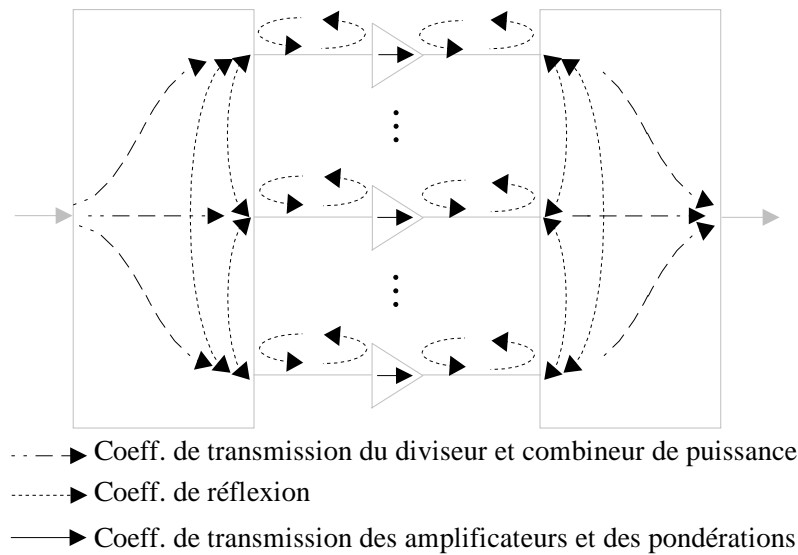 Coeff. de transmission du diviseur et combineur de puissance
Coeff. de réflexion
Coeff. de transmission des amplificateurs et des pondérations